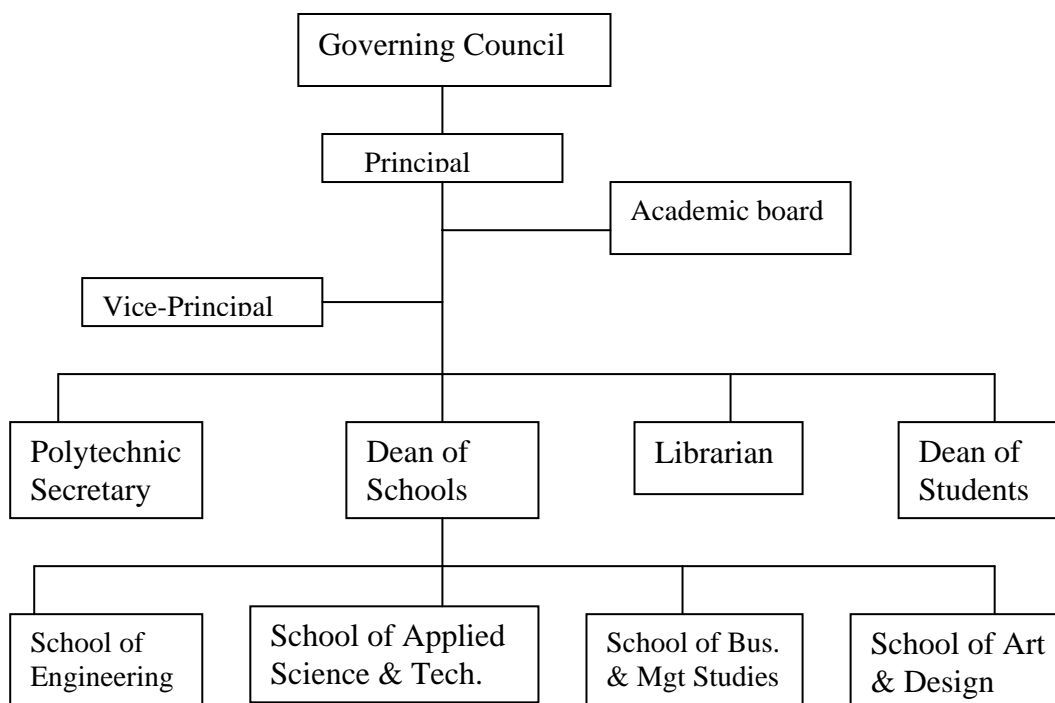 Governing Council
Principal
Academic board
Vice-Principal
Polytechnic
Secretary
Dean of
Schools
Librarian
Dean of
Students
School of
Engineering
School of Applied
Science & Tech.
School of Bus.
& Mgt Studies
School of Art
& Design